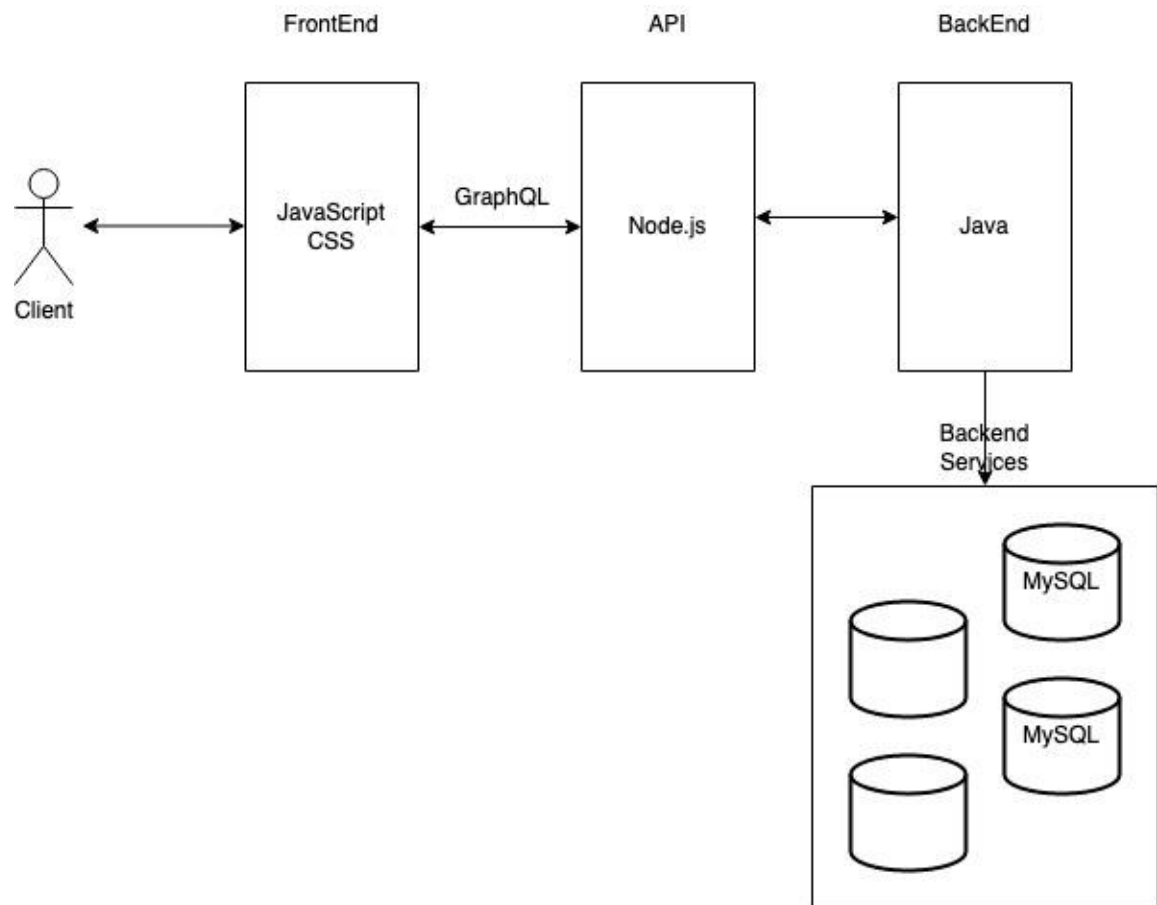 FrontEnd
API
BackEnd
JavaScript
CSS
GraphQL
Node.js
Java
Client
Backend
Services
MySQL
MySQL